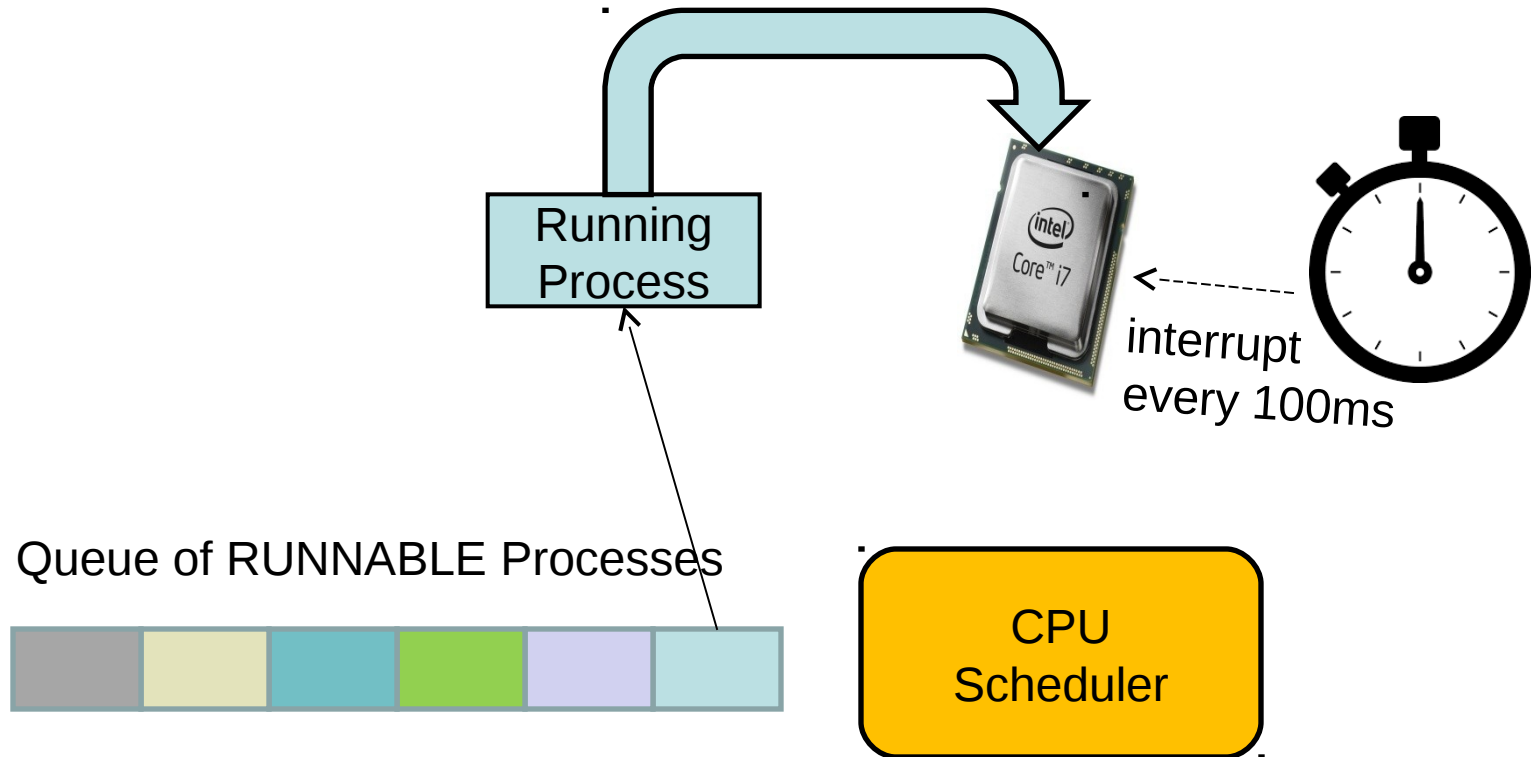 Running
Process
intel
Core™ i7
interrupt
every 100ms
Queue of RUNNABLE Processes
CPU
Scheduler